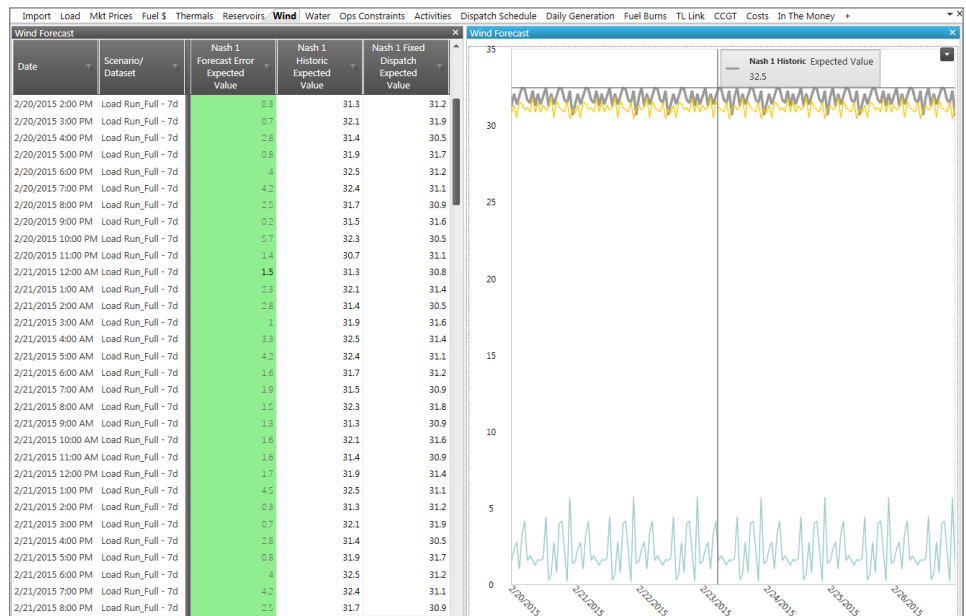 Import Load Mkt Prices Fuel $ Thermals Reservoirs Wind Water Ops Constraints Activities Dispatch Schedule Daily Generation Fuel Burns TL Link CCGT Costs In The Money +
Wind Forecast
Date Scenario/ Dataset Nash 1 Forecast Error Expected Value Nash 1 Historic Expected Value Nash 1 Fixed Dispatch Expected Value
2/20/2015 2:00 PM Load Run_Full - 7d 0.3 31.3 31.2
2/20/2015 3:00 PM Load Run_Full - 7d 0.7 32.1 31.9
2/20/2015 4:00 PM Load Run_Full - 7d 2.8 31.4 30.5
2/20/2015 5:00 PM Load Run_Full - 7d 0.8 31.9 31.7
2/20/2015 6:00 PM Load Run_Full - 7d 4 32.5 31.2
2/20/2015 7:00 PM Load Run_Full - 7d 4.2 32.4 31.1
2/20/2015 8:00 PM Load Run_Full - 7d 2.5 31.7 30.9
2/20/2015 9:00 PM Load Run_Full - 7d 0.2 31.5 31.6
2/20/2015 10:00 PM Load Run_Full - 7d 5.7 32.3 30.5
2/20/2015 11:00 PM Load Run_Full - 7d 1.4 30.7 31.1
2/21/2015 12:00 AM Load Run_Full - 7d 1.5 31.3 30.8
2/21/2015 1:00 AM Load Run_Full - 7d 2.3 32.1 31.4
2/21/2015 2:00 AM Load Run_Full - 7d 2.8 31.4 30.5
2/21/2015 3:00 AM Load Run_Full - 7d 1 31.9 31.6
2/21/2015 4:00 AM Load Run_Full - 7d 3.3 32.5 31.4
2/21/2015 5:00 AM Load Run_Full - 7d 4.2 32.4 31.1
2/21/2015 6:00 AM Load Run_Full - 7d 1.6 31.7 31.2
2/21/2015 7:00 AM Load Run_Full - 7d 1.9 31.5 30.9
2/21/2015 8:00 AM Load Run_Full - 7d 1.5 32.3 31.8
2/21/2015 9:00 AM Load Run_Full - 7d 1.3 31.3 30.9
2/21/2015 10:00 AM Load Run_Full - 7d 1.6 32.1 31.6
2/21/2015 11:00 AM Load Run_Full - 7d 1.6 31.4 30.9
2/21/2015 12:00 PM Load Run_Full - 7d 1.7 31.9 31.4
2/21/2015 1:00 PM Load Run_Full - 7d 4.5 32.5 31.1
2/21/2015 2:00 PM Load Run_Full - 7d 0.3 31.3 31.2
2/21/2015 3:00 PM Load Run_Full - 7d 0.7 32.1 31.9
2/21/2015 4:00 PM Load Run_Full - 7d 2.8 31.4 30.5
2/21/2015 5:00 PM Load Run_Full - 7d 0.8 31.9 31.7
2/21/2015 6:00 PM Load Run_Full - 7d 4 32.5 31.2
2/21/2015 7:00 PM Load Run_Full - 7d 4.2 32.4 31.1
2/21/2015 8:00 PM Load Run_Full - 7d 2.5 31.7 30.9
Wind Forecast
Nash 1 Historic Expected Value
32.5
35
30
25
20
15
10
5
0
2/20/2015 2/21/2015 2/22/2015 2/23/2015 2/24/2015 2/25/2015 2/26/2015